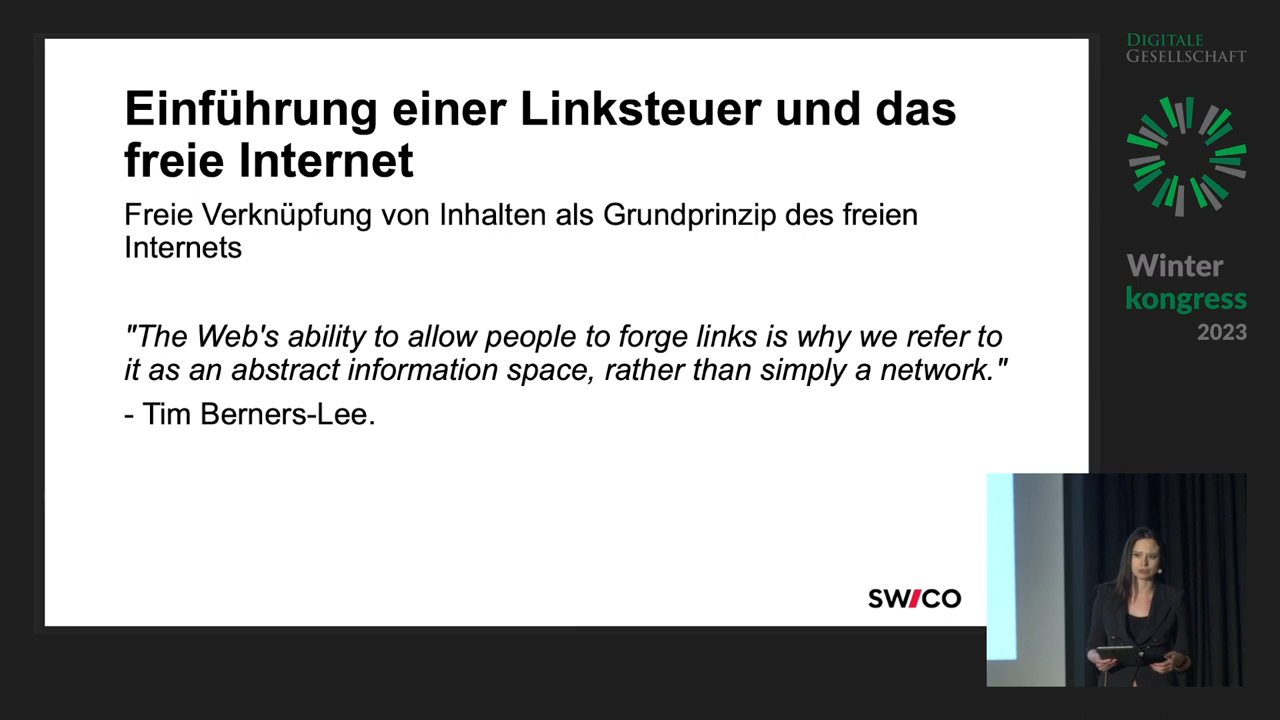 Einführung einer Linksteuer und das
freie Internet
Freie Verknüpfung von Inhalten als Grundprinzip des freien
Internets
"The Web's ability to allow people to forge links is why we refer to
it as an abstract information space, rather than simply a network."
- Tim Berners-Lee.
SWICO
DIGITALE
GESELLSCHAFT
Winter
kongress
2023